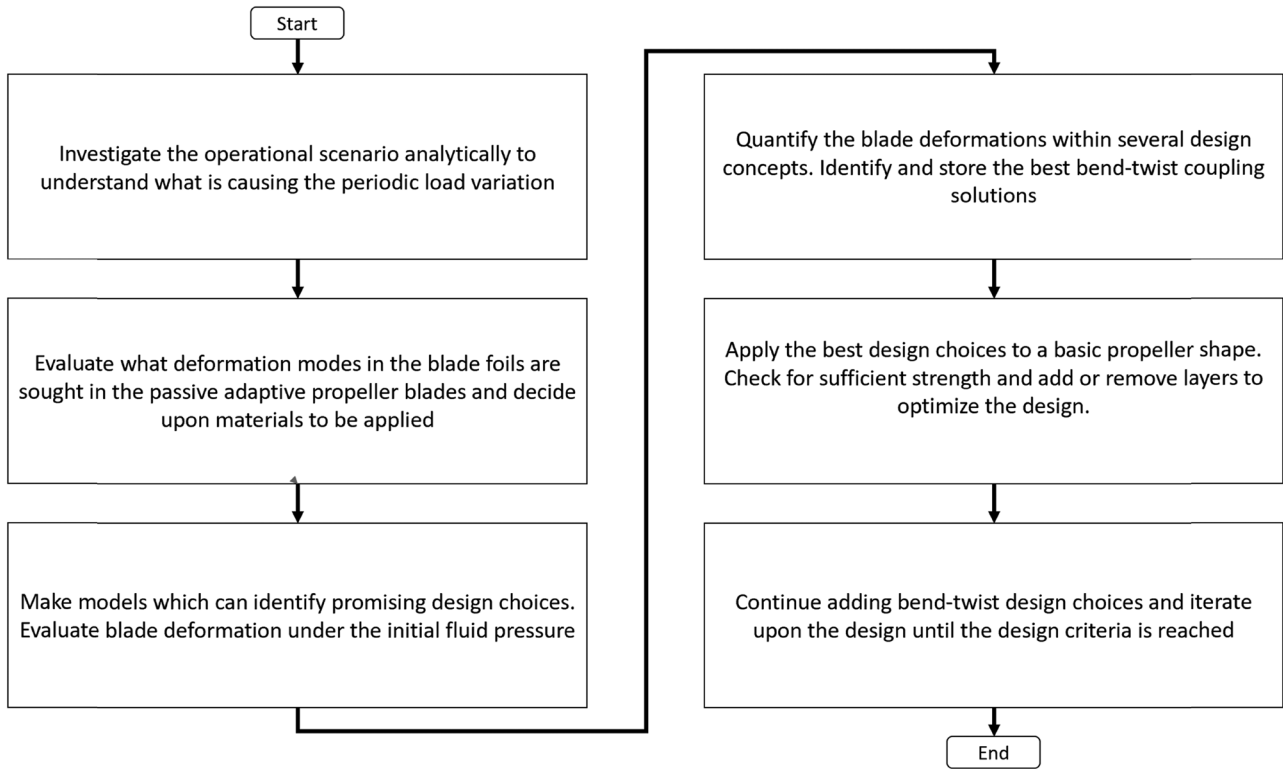 Start
Investigate the operational scenario analytically to
understand what is causing the periodic load variation
Evaluate what deformation modes in the blade foils are
sought in the passive adaptive propeller blades and decide
upon materials to be applied
Make models which can identify promising design choices.
Evaluate blade deformation under the initial fluid pressure
Quantify the blade deformations within several design
concepts. Identify and store the best bend-twist coupling
solutions
Apply the best design choices to a basic propeller shape.
Check for sufficient strength and add or remove layers to
optimize the design.
Continue adding bend-twist design choices and iterate
upon the design until the design criteria is reached
End